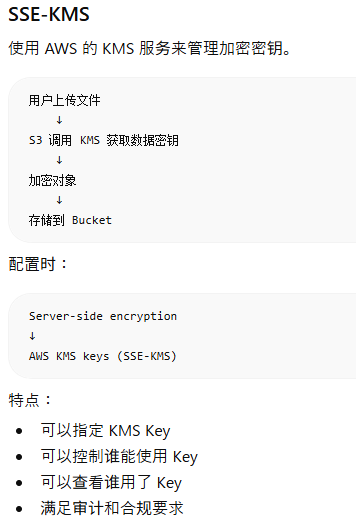 SSE-KMS
使用 AWS 的 KMS 服务来管理加密密钥。
用户上传文件
↓
S3 调用 KMS 获取数据密钥
↓
加密对象
↓
存储到 Bucket
配置时：
Server-side encryption
↓
AWS KMS keys (SSE-KMS)
特点：
• 可以指定 KMS Key
• 可以控制谁能使用 Key
• 可以查看谁用了 Key
• 满足审计和合规要求